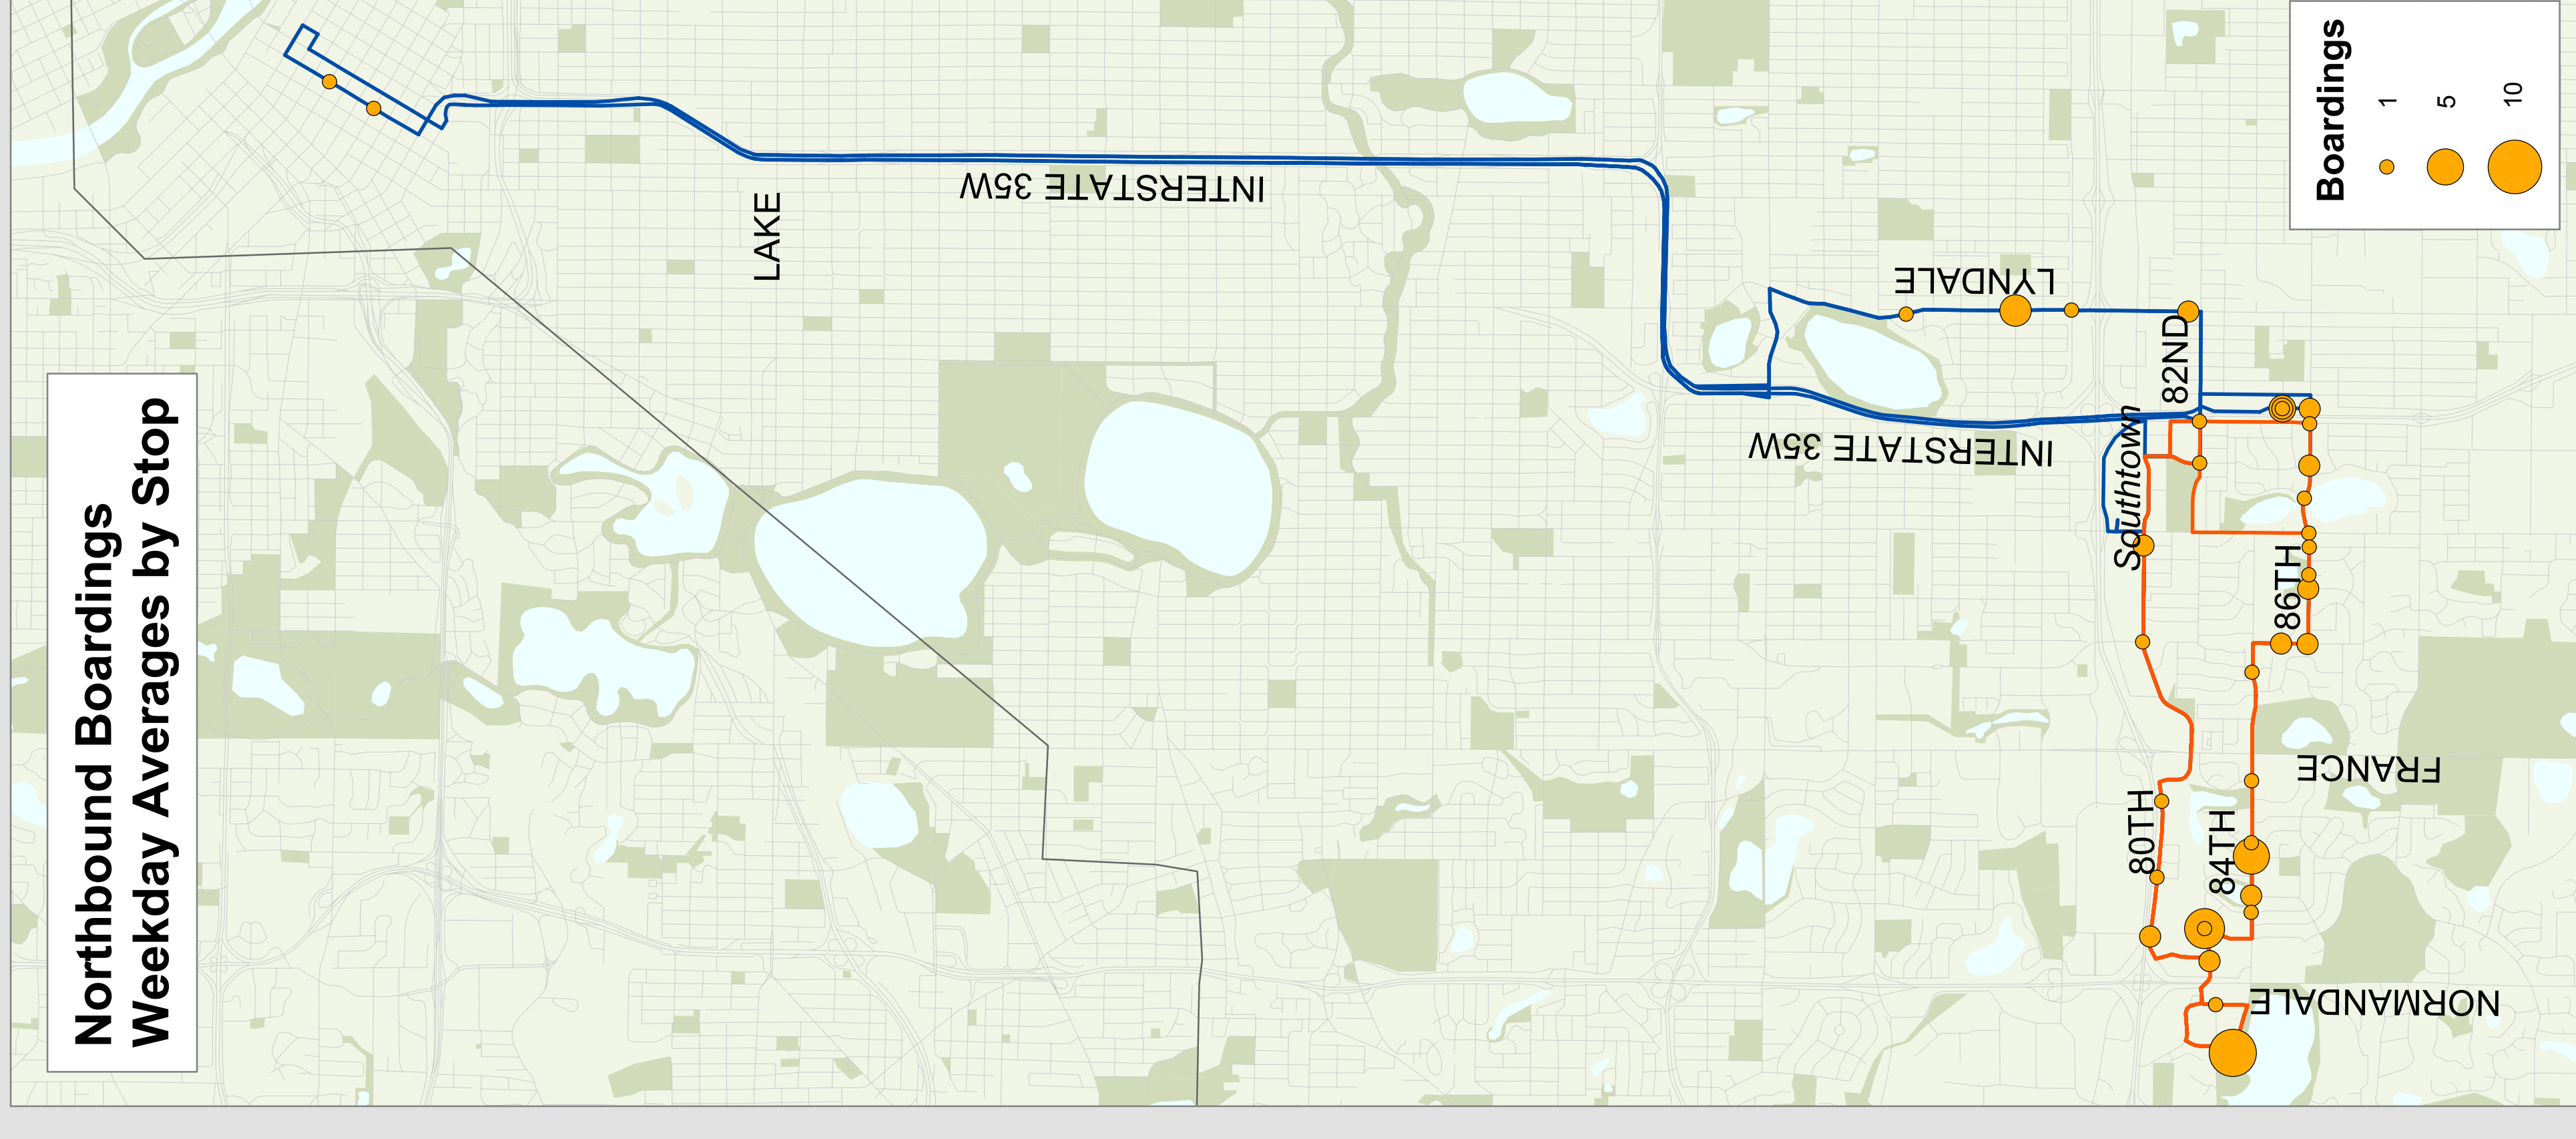 Northbound Boardings
Weekday Averages by Stop
LAKE
INTERSTATE 35W
INTERSTATE 35W
LYNDALE
82ND
Southtown
86TH
80TH
84TH
FRANCE
NORMANDALE
Boardings
1
5
10